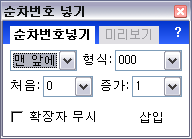 순차번호 넣기
순차번호넣기 미리보기 ?
맨 앞에 형식: 000
처음: 0 증가: 1
확장자 무시 삽입